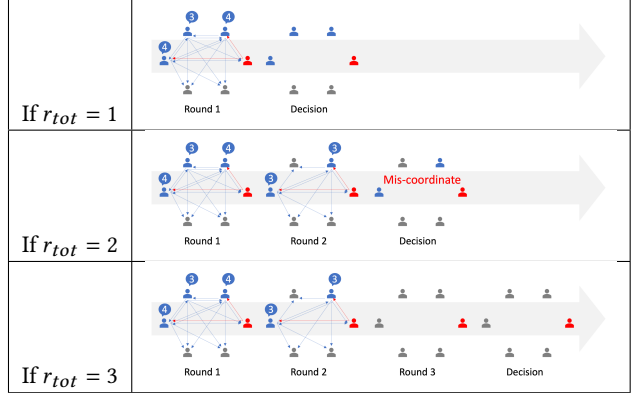 3 4
4
Round 1 Decision
If r_tot = 1
3 4 3
Mis-coordinate
4 3
Round 1 Round 2 Decision
If r_tot = 2
3 4 3
4 3
Round 1 Round 2 Round 3 Decision
If r_tot = 3